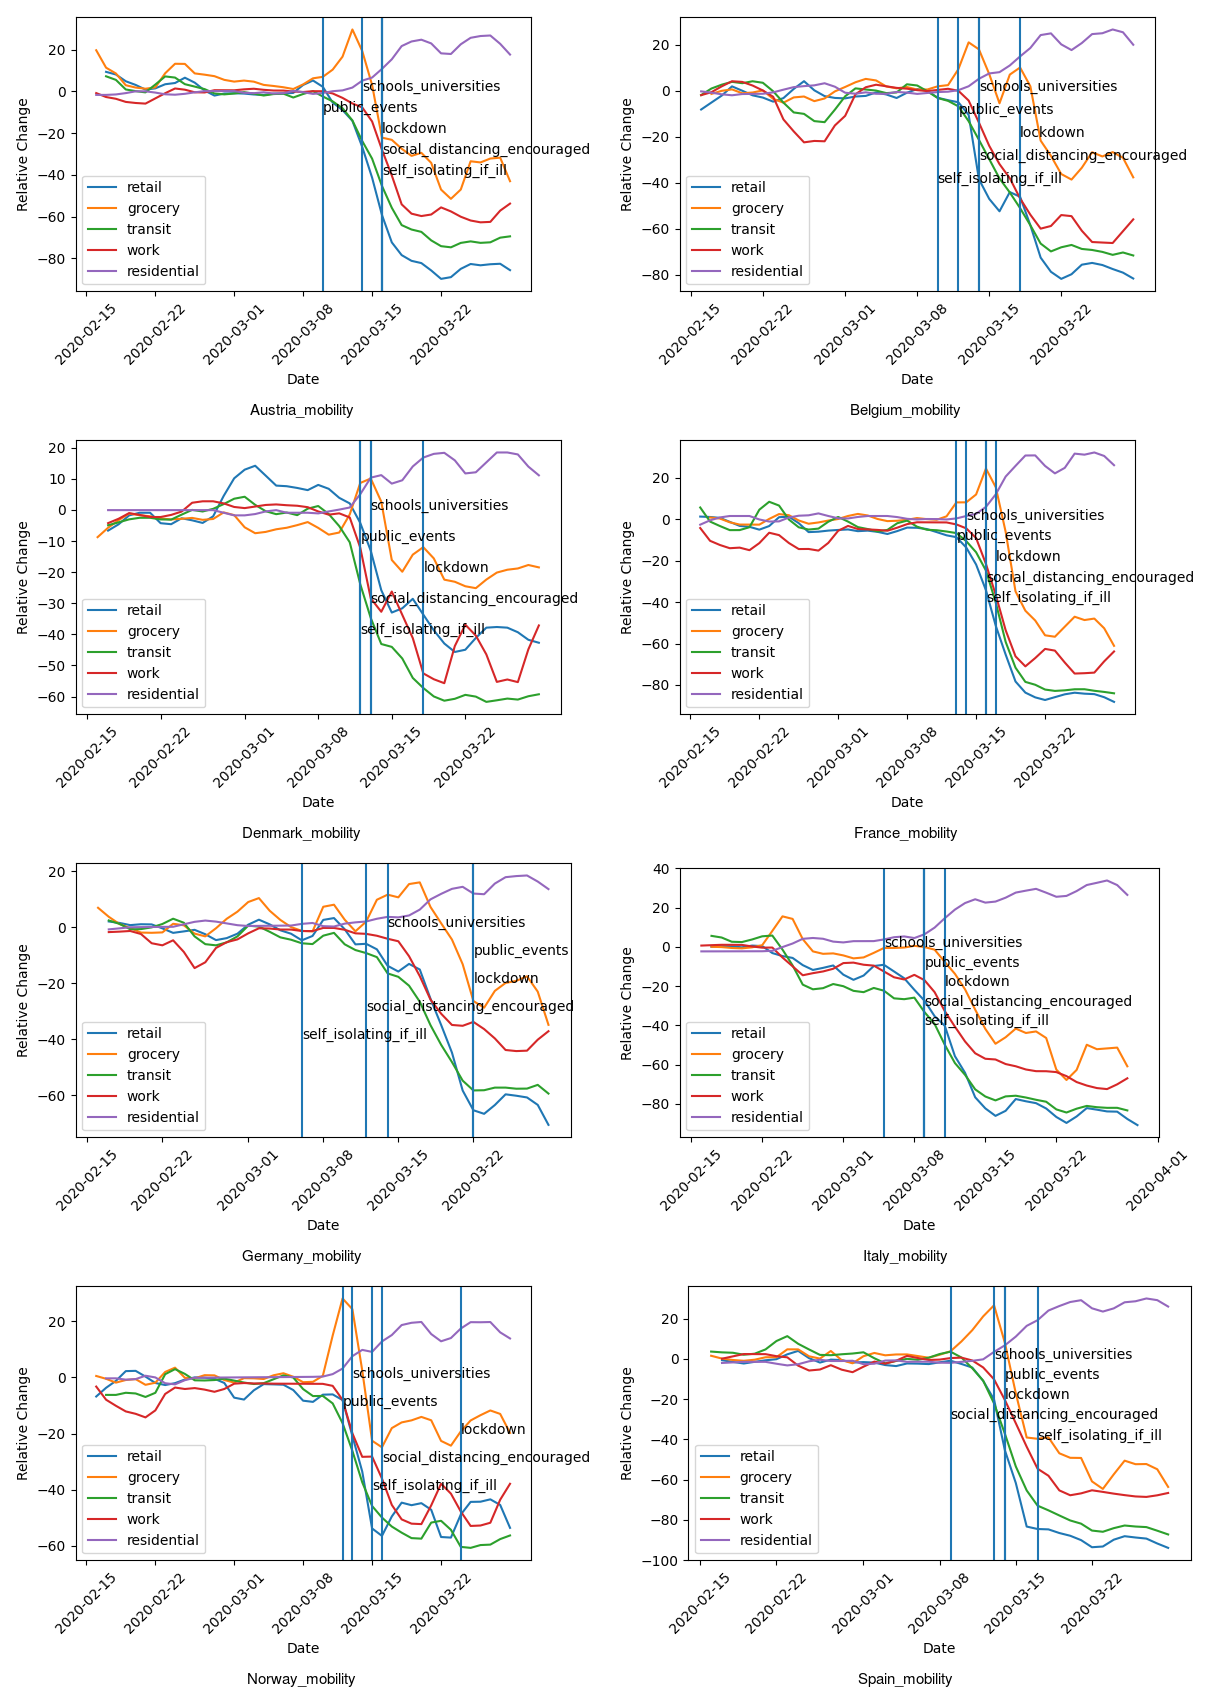 20
0
−20
−40
−60
−80
Relative Change
schools_universities
public_events
lockdown
social_distancing_encouraged
self_isolating_if_ill
retail
grocery
transit
work
residential
2020-02-15
2020-02-22
2020-03-01
2020-03-08
2020-03-15
2020-03-22
Date
Austria_mobility
20
0
−20
−40
−60
−80
Relative Change
schools_universities
public_events
lockdown
social_distancing_encouraged
self_isolating_if_ill
retail
grocery
transit
work
residential
2020-02-15
2020-02-22
2020-03-01
2020-03-08
2020-03-15
2020-03-22
Date
Belgium_mobility
20
10
0
−10
−20
−30
−40
−50
−60
Relative Change
schools_universities
public_events
lockdown
social_distancing_encouraged
self_isolating_if_ill
retail
grocery
transit
work
residential
2020-02-15
2020-02-22
2020-03-01
2020-03-08
2020-03-15
2020-03-22
Date
Denmark_mobility
20
0
−20
−40
−60
−80
Relative Change
schools_universities
public_events
lockdown
social_distancing_encouraged
self_isolating_if_ill
retail
grocery
transit
work
residential
2020-02-15
2020-02-22
2020-03-01
2020-03-08
2020-03-15
2020-03-22
Date
France_mobility
20
0
−20
−40
−60
Relative Change
schools_universities
public_events
lockdown
social_distancing_encouraged
self_isolating_if_ill
retail
grocery
transit
work
residential
2020-02-15
2020-02-22
2020-03-01
2020-03-08
2020-03-15
2020-03-22
Date
Germany_mobility
40
20
0
−20
−40
−60
−80
Relative Change
schools_universities
public_events
lockdown
social_distancing_encouraged
self_isolating_if_ill
retail
grocery
transit
work
residential
2020-02-15
2020-02-22
2020-03-01
2020-03-08
2020-03-15
2020-03-22
2020-04-01
Date
Italy_mobility
20
0
−20
−40
−60
Relative Change
schools_universities
public_events
lockdown
social_distancing_encouraged
self_isolating_if_ill
retail
grocery
transit
work
residential
2020-02-15
2020-02-22
2020-03-01
2020-03-08
2020-03-15
2020-03-22
Date
Norway_mobility
20
0
−20
−40
−60
−80
−100
Relative Change
schools_universities
public_events
lockdown
social_distancing_encouraged
self_isolating_if_ill
retail
grocery
transit
work
residential
2020-02-15
2020-02-22
2020-03-01
2020-03-08
2020-03-15
2020-03-22
Date
Spain_mobility